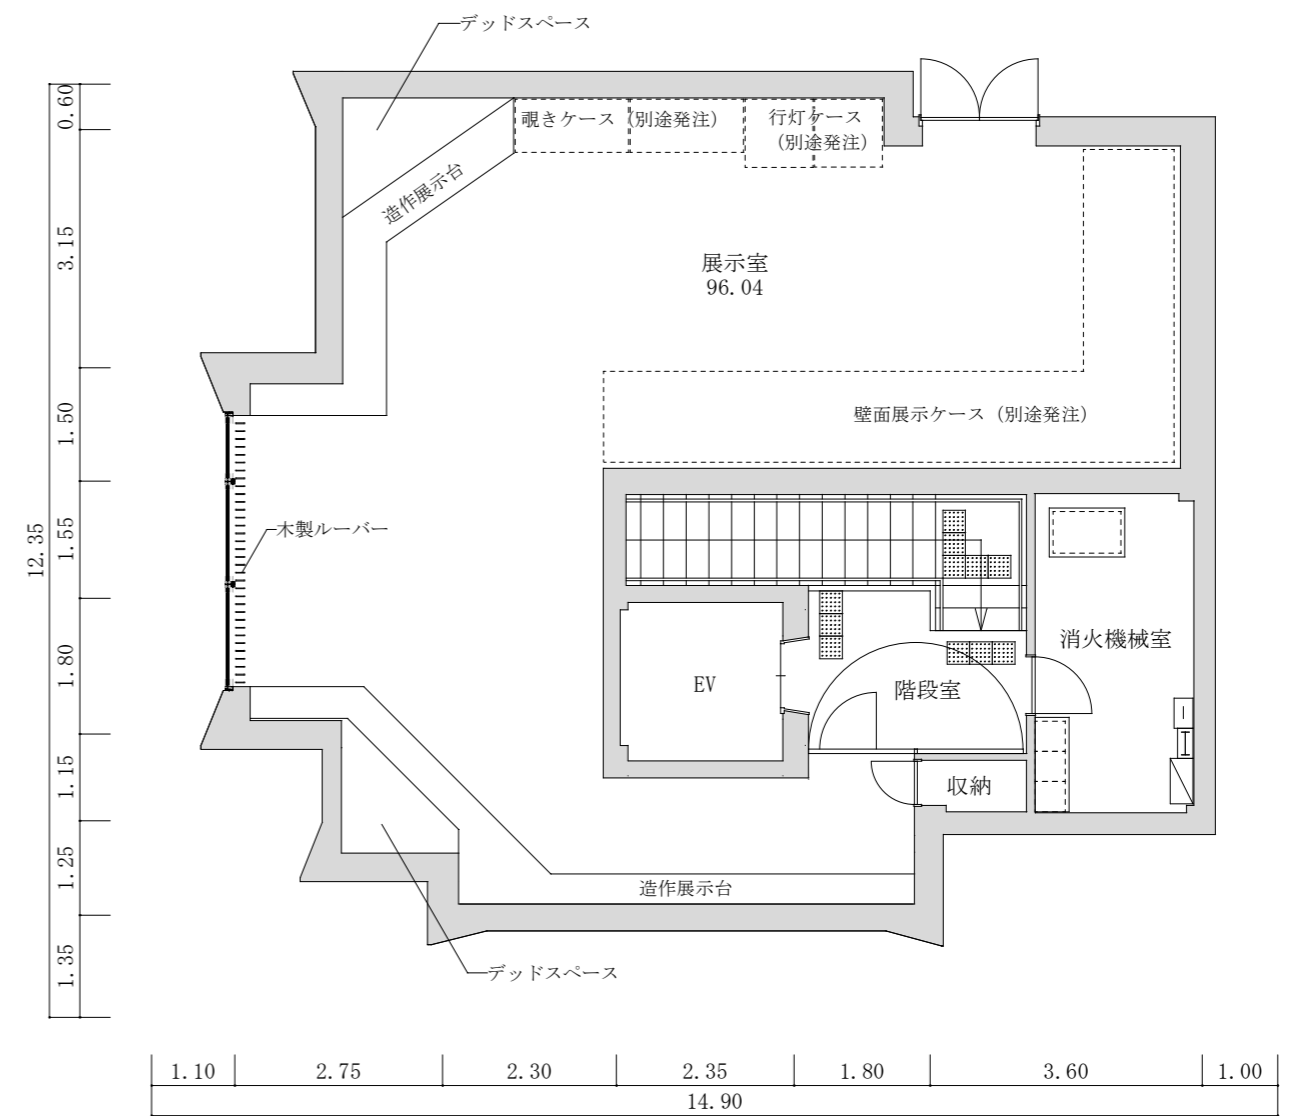 デッドスペース
覗きケース（別途発注）
行灯ケース
（別途発注）
造作展示台
展示室
96.04
壁面展示ケース（別途発注）
木製ルーバー
消火機械室
EV
階段室
収納
造作展示台
デッドスペース
0.60
3.15
1.50
1.55
1.80
1.15
1.25
1.35
12.35
1.10
2.75
2.30
2.35
1.80
3.60
1.00
14.90